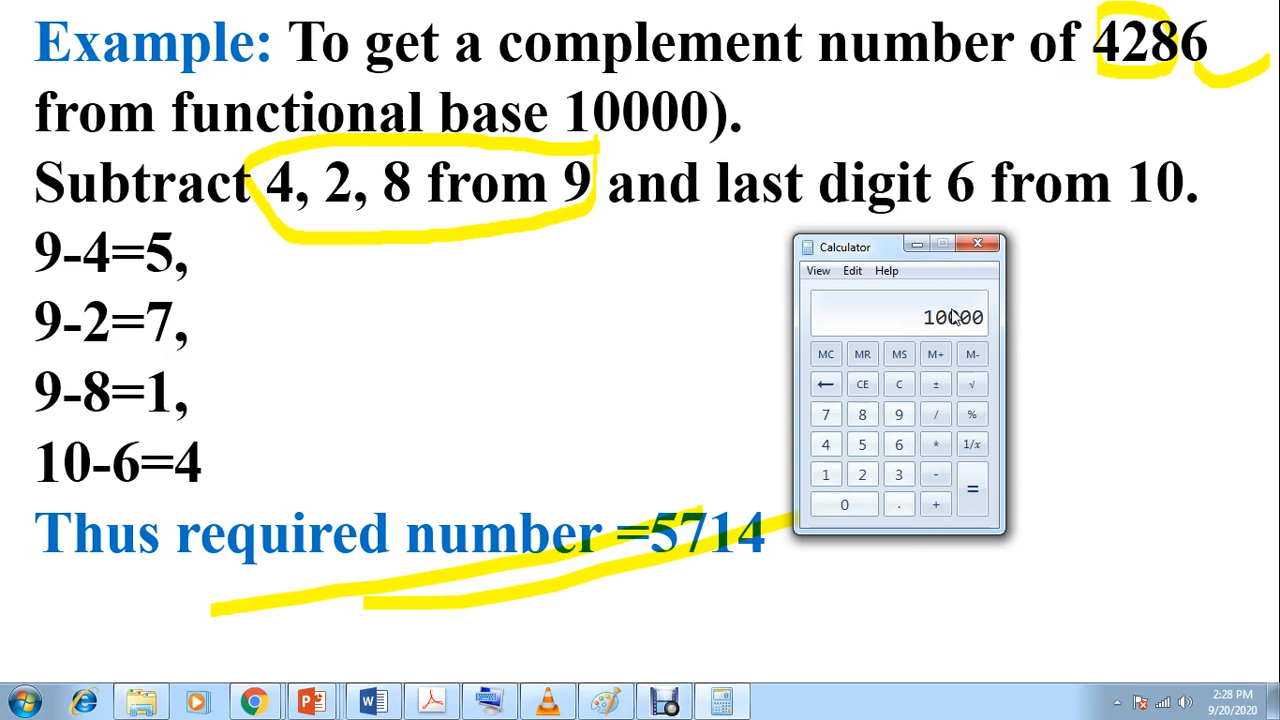 Example: To get a complement number of 4286
from functional base 10000).
Subtract 4, 2, 8 from 9 and last digit 6 from 10.
9-4=5,
9-2=7,
9-8=1,
10-6=4
Thus required number =5714
Calculator
View Edit Help
10000
MC MR MS M+ M-
← CE C ± √
7 8 9 / %
4 5 6 * 1/x
1 2 3 - =
0 . +
2:28 PM
9/20/2020